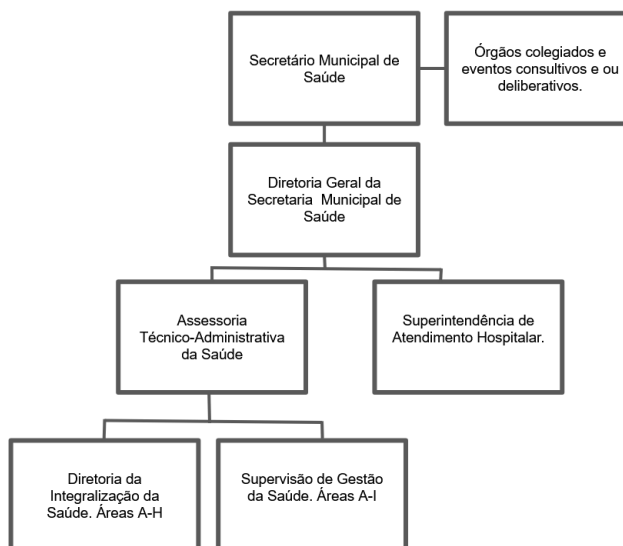 Secretário Municipal de
Saúde
Órgãos colegiados e
eventos consultivos e ou
deliberativos.
Diretoria Geral da
Secretaria Municipal de
Saúde
Assessoria
Técnico-Administrativa
da Saúde
Superintendência de
Atendimento Hospitalar.
Diretoria da
Integralização da
Saúde. Áreas A-H
Supervisão de Gestão
da Saúde. Áreas A-I